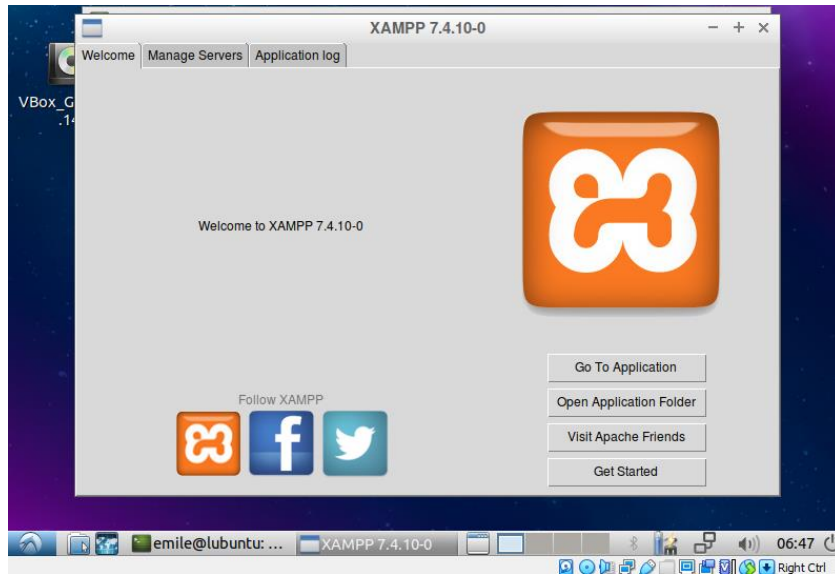 XAMPP 7.4.10-0
Welcome
Manage Servers
Application log
VBox_G
.14
Welcome to XAMPP 7.4.10-0
Go To Application
Follow XAMPP
Open Application Folder
Visit Apache Friends
Get Started
emile@lubuntu: ...
XAMPP 7.4.10-0
06:47
Right Ctrl